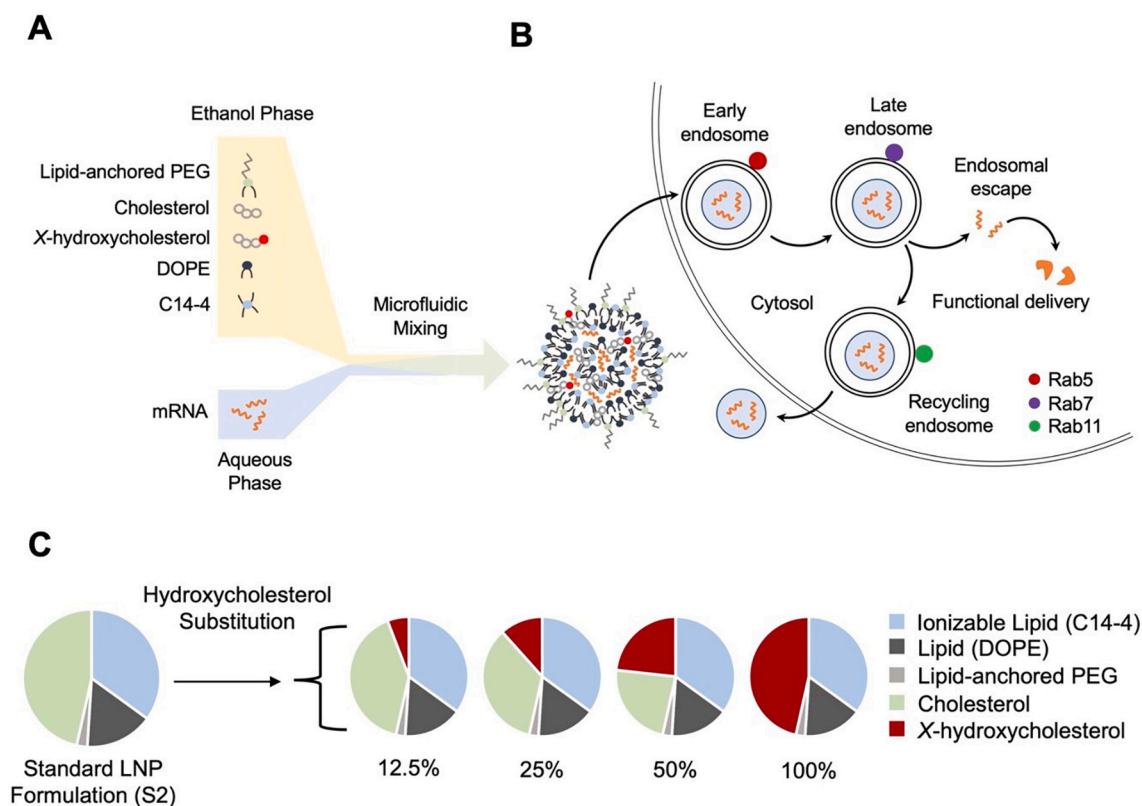 A
Ethanol Phase
Lipid-anchored PEG
Cholesterol
X-hydroxycholesterol
DOPE
C14-4
Microfluidic
Mixing
mRNA
Aqueous
Phase
B
Early
endosome
Late
endosome
Endosomal
escape
Cytosol
Functional delivery
Recycling
endosome
Rab5
Rab7
Rab11
C
Hydroxycholesterol
Substitution
Standard LNP
Formulation (S2)
12.5%
25%
50%
100%
Ionizable Lipid (C14-4)
Lipid (DOPE)
Lipid-anchored PEG
Cholesterol
X-hydroxycholesterol